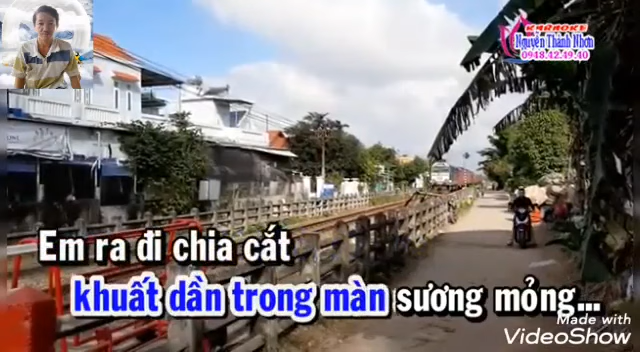 KARAOKE
Nguyễn Thành Nhơn
0948.42.49.40
Em ra đi chia cắt
khuất dần trong màn sương mỏng...
Made with
VideoShow